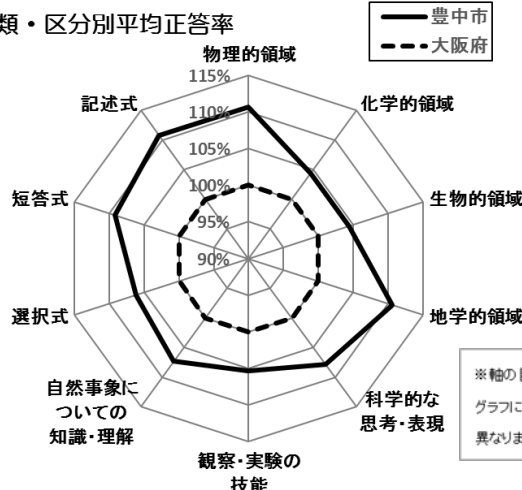 類・区分別平均正答率
豊中市
大阪府
物理的領域
化学的領域
生物的領域
地学的領域
科学的な
思考・表現
観察・実験の
技能
自然事象に
ついての
知識・理解
選択式
短答式
記述式
115%
110%
105%
100%
95%
90%
※軸の
グラフに
異なりま